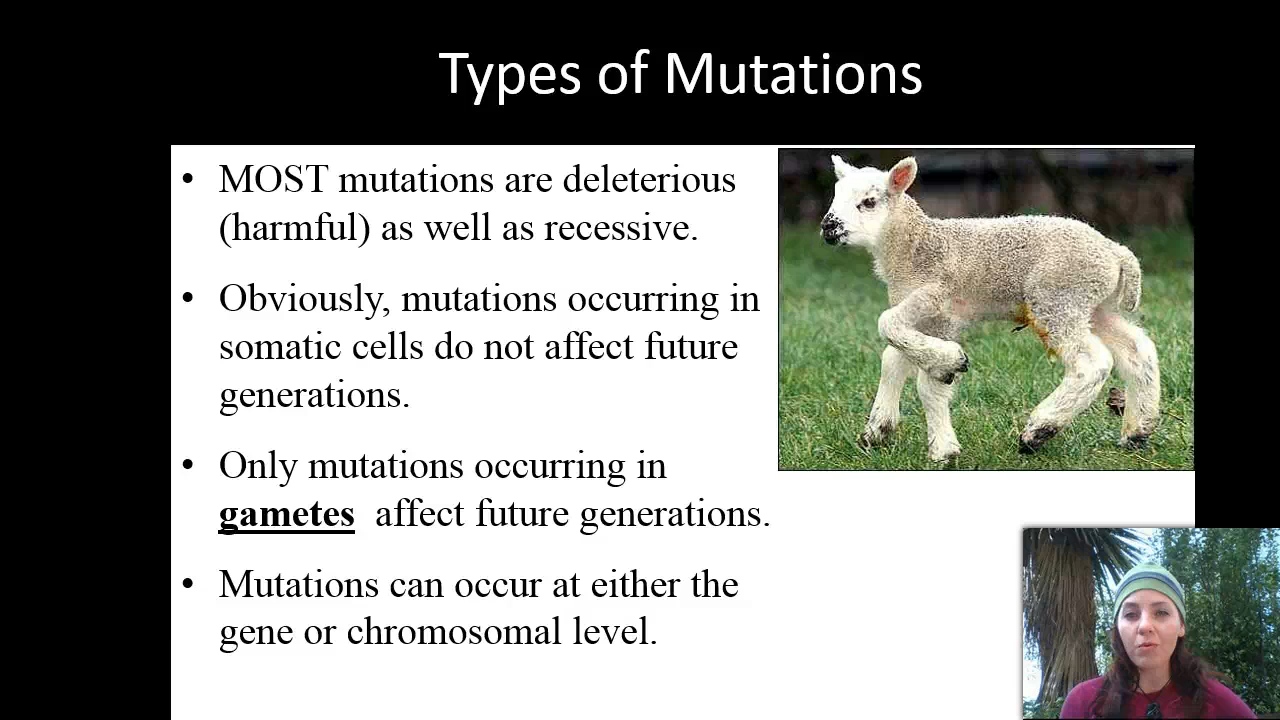 Types of Mutations
• MOST mutations are deleterious
(harmful) as well as recessive.
• Obviously, mutations occurring in
somatic cells do not affect future
generations.
• Only mutations occurring in
gametes affect future generations.
• Mutations can occur at either the
gene or chromosomal level.